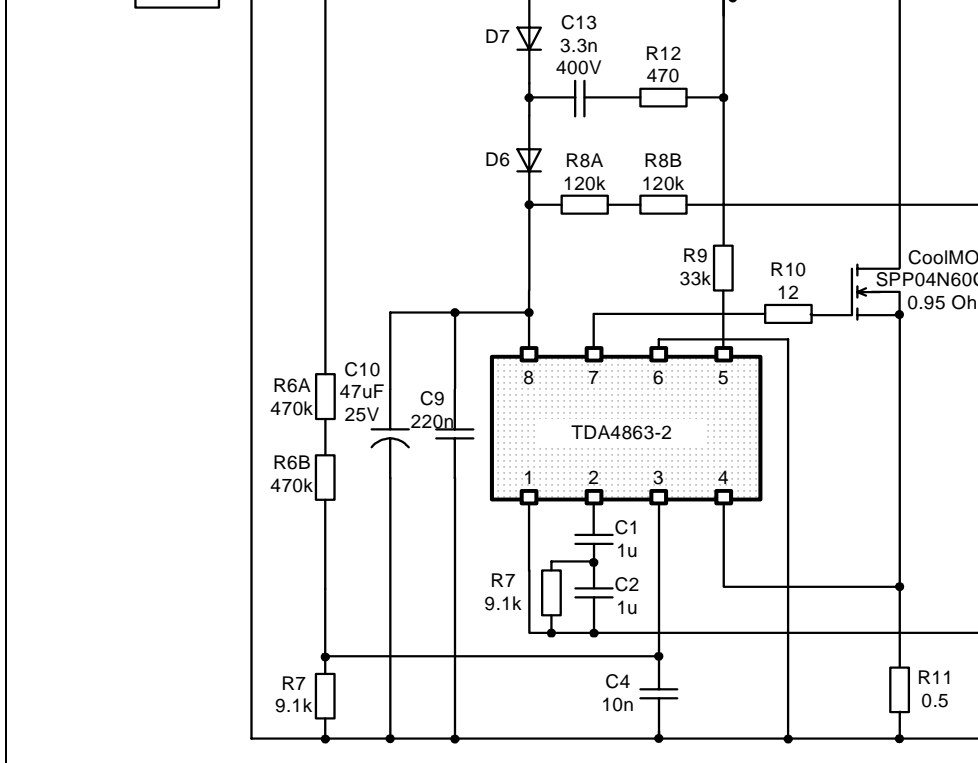 C13
D7
3.3n
400V
R12
470
D6
R8A
R8B
120k
120k
R9
33k
R10
12
CoolMO
SPP04N60C
0.95 Oh
8
7
6
5
R6A
470k
C10
47uF
25V
C9
220n
TDA4863-2
R6B
470k
1
2
3
4
C1
1u
R7
9.1k
C2
1u
R7
9.1k
C4
10n
R11
0.5